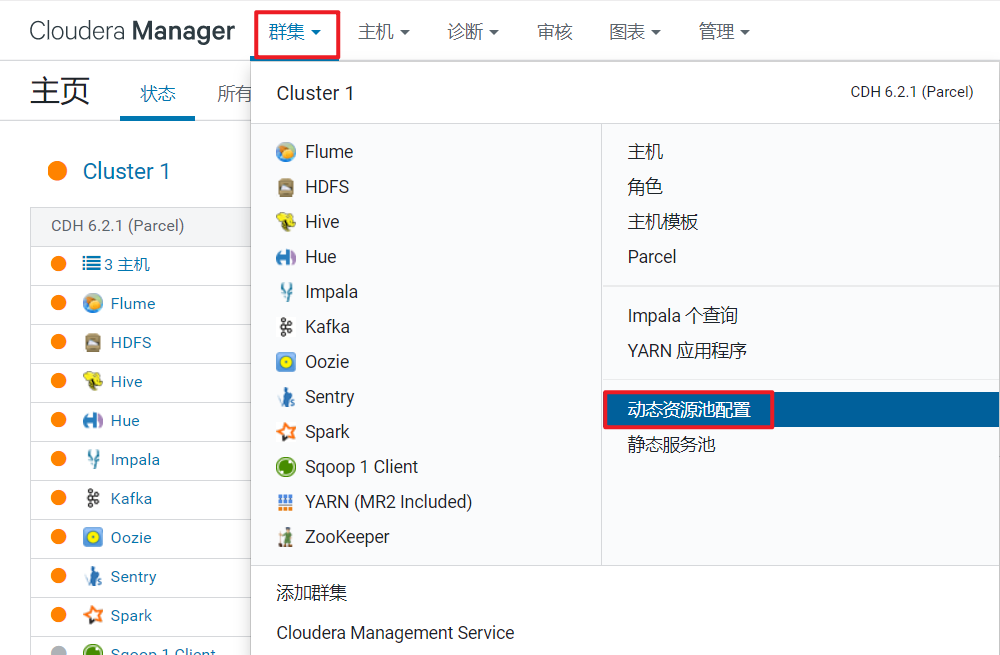 Cloudera Manager 群集 主机 诊断 审核 图表 管理
主页 状态 所有
Cluster 1
CDH 6.2.1 (Parcel)
3 主机
Flume
HDFS
Hive
Hue
Impala
Kafka
Oozie
Sentry
Spark
Sqoop 1 Client
Cluster 1 CDH 6.2.1 (Parcel)
Flume
HDFS
Hive
Hue
Impala
Kafka
Oozie
Sentry
Spark
Sqoop 1 Client
YARN (MR2 Included)
ZooKeeper
主机
角色
主机模板
Parcel
Impala 个查询
YARN 应用程序
动态资源池配置
静态服务池
添加群集
Cloudera Management Service